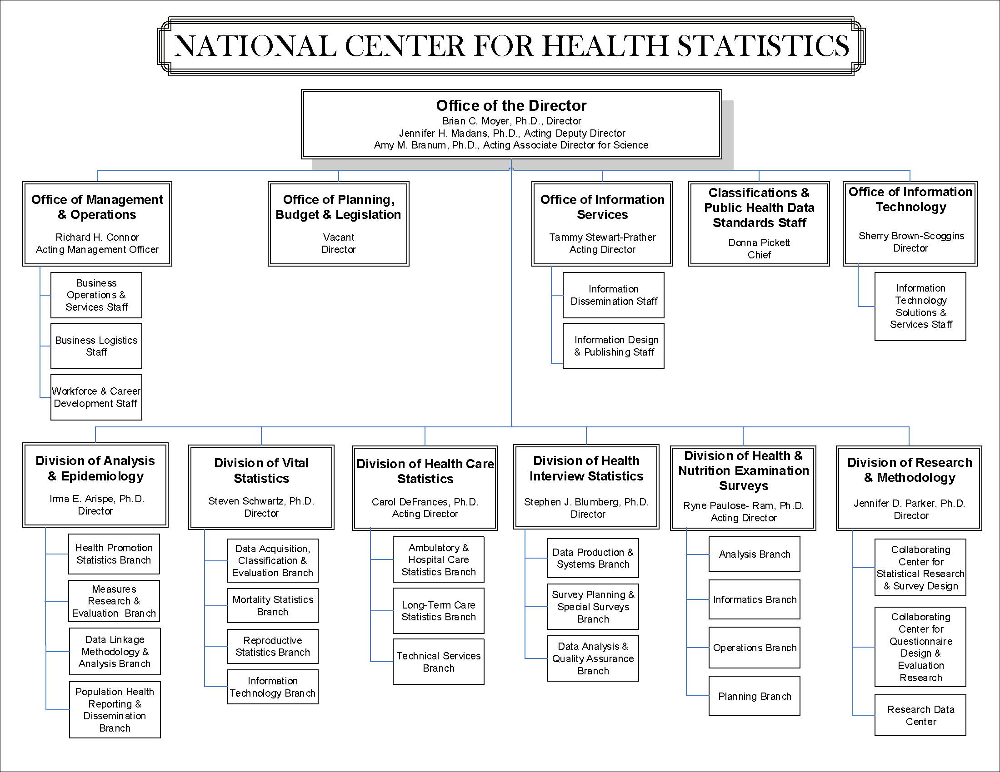 NATIONAL CENTER FOR HEALTH STATISTICS
Office of the Director
Brian C. Moyer, Ph.D., Director
Jennifer H. Madans, Ph.D., Acting Deputy Director
Amy M. Branum, Ph.D., Acting Associate Director for Science
Office of Management
& Operations
Richard H. Connor
Acting Management Officer
Business
Operations &
Services Staff
Business Logistics
Staff
Workforce & Career
Development Staff
Office of Planning,
Budget & Legislation
Vacant
Director
Office of Information
Services
Tammy Stewart-Prather
Acting Director
Information
Dissemination Staff
Information Design
& Publishing Staff
Classifications &
Public Health Data
Standards Staff
Donna Pickett
Chief
Office of Information
Technology
Sherry Brown-Scoggins
Director
Information
Technology
Solutions &
Services Staff
Division of Analysis
& Epidemiology
Irma E. Arispe, Ph.D.
Director
Health Promotion
Statistics Branch
Measures
Research &
Evaluation  Branch
Data Linkage
Methodology &
Analysis Branch
Population Health
Reporting &
Dissemination
Branch
Division of Vital
Statistics
Steven Schwartz, Ph.D.
Director
Data Acquisition,
Classification &
Evaluation Branch
Mortality Statistics
Branch
Reproductive
Statistics Branch
Information
Technology Branch
Division of Health Care
Statistics
Carol DeFrances, Ph.D.
Acting Director
Ambulatory &
Hospital Care
Statistics Branch
Long-Term Care
Statistics Branch
Technical Services
Branch
Division of Health
Interview Statistics
Stephen J. Blumberg, Ph.D.
Director
Data Production &
Systems Branch
Survey Planning &
Special Surveys
Branch
Data Analysis &
Quality Assurance
Branch
Division of Health &
Nutrition Examination
Surveys
Ryne Paulose- Ram, Ph.D.
Acting Director
Analysis Branch
Informatics Branch
Operations Branch
Planning Branch
Division of Research
& Methodology
Jennifer D. Parker, Ph.D.
Director
Collaborating
Center for
Statistical Research
& Survey Design
Collaborating
Center for
Questionnaire
Design &
Evaluation
Research
Research Data
Center